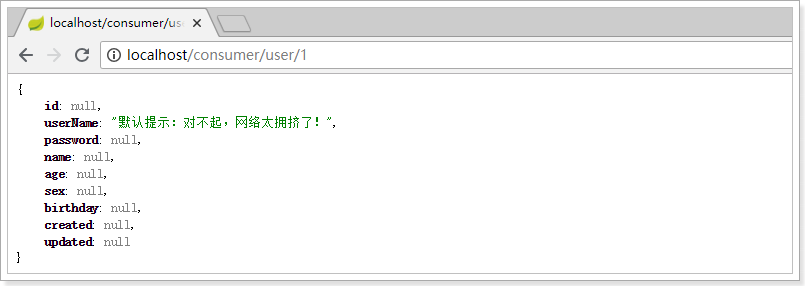 localhost/consumer/use
localhost/consumer/user/1
{
id: null,
userName: "默认提示：对不起，网络太拥挤了！",
password: null,
name: null,
age: null,
sex: null,
birthday: null,
created: null,
updated: null
}